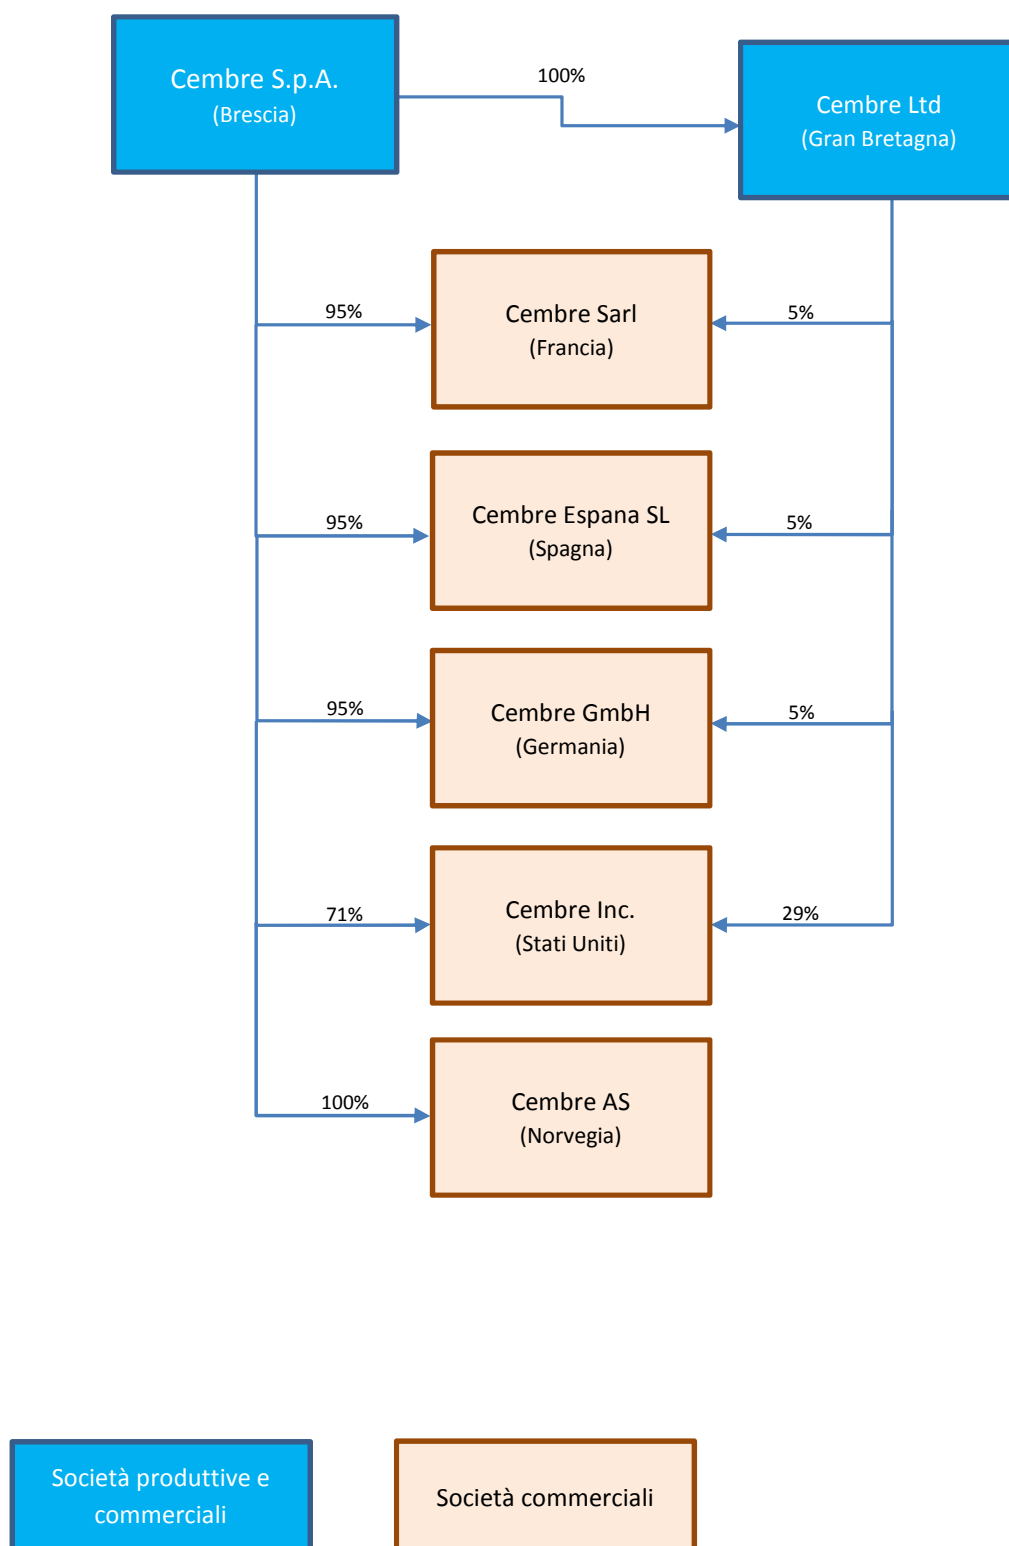 Cembre S.p.A.
(Brescia)
100%
Cembre Ltd
(Gran Bretagna)
95%
Cembre Sarl
(Francia)
5%
95%
Cembre Espana SL
(Spagna)
5%
95%
Cembre GmbH
(Germania)
5%
71%
Cembre Inc.
(Stati Uniti)
29%
100%
Cembre AS
(Norvegia)
Società produttive e
commerciali
Società commerciali